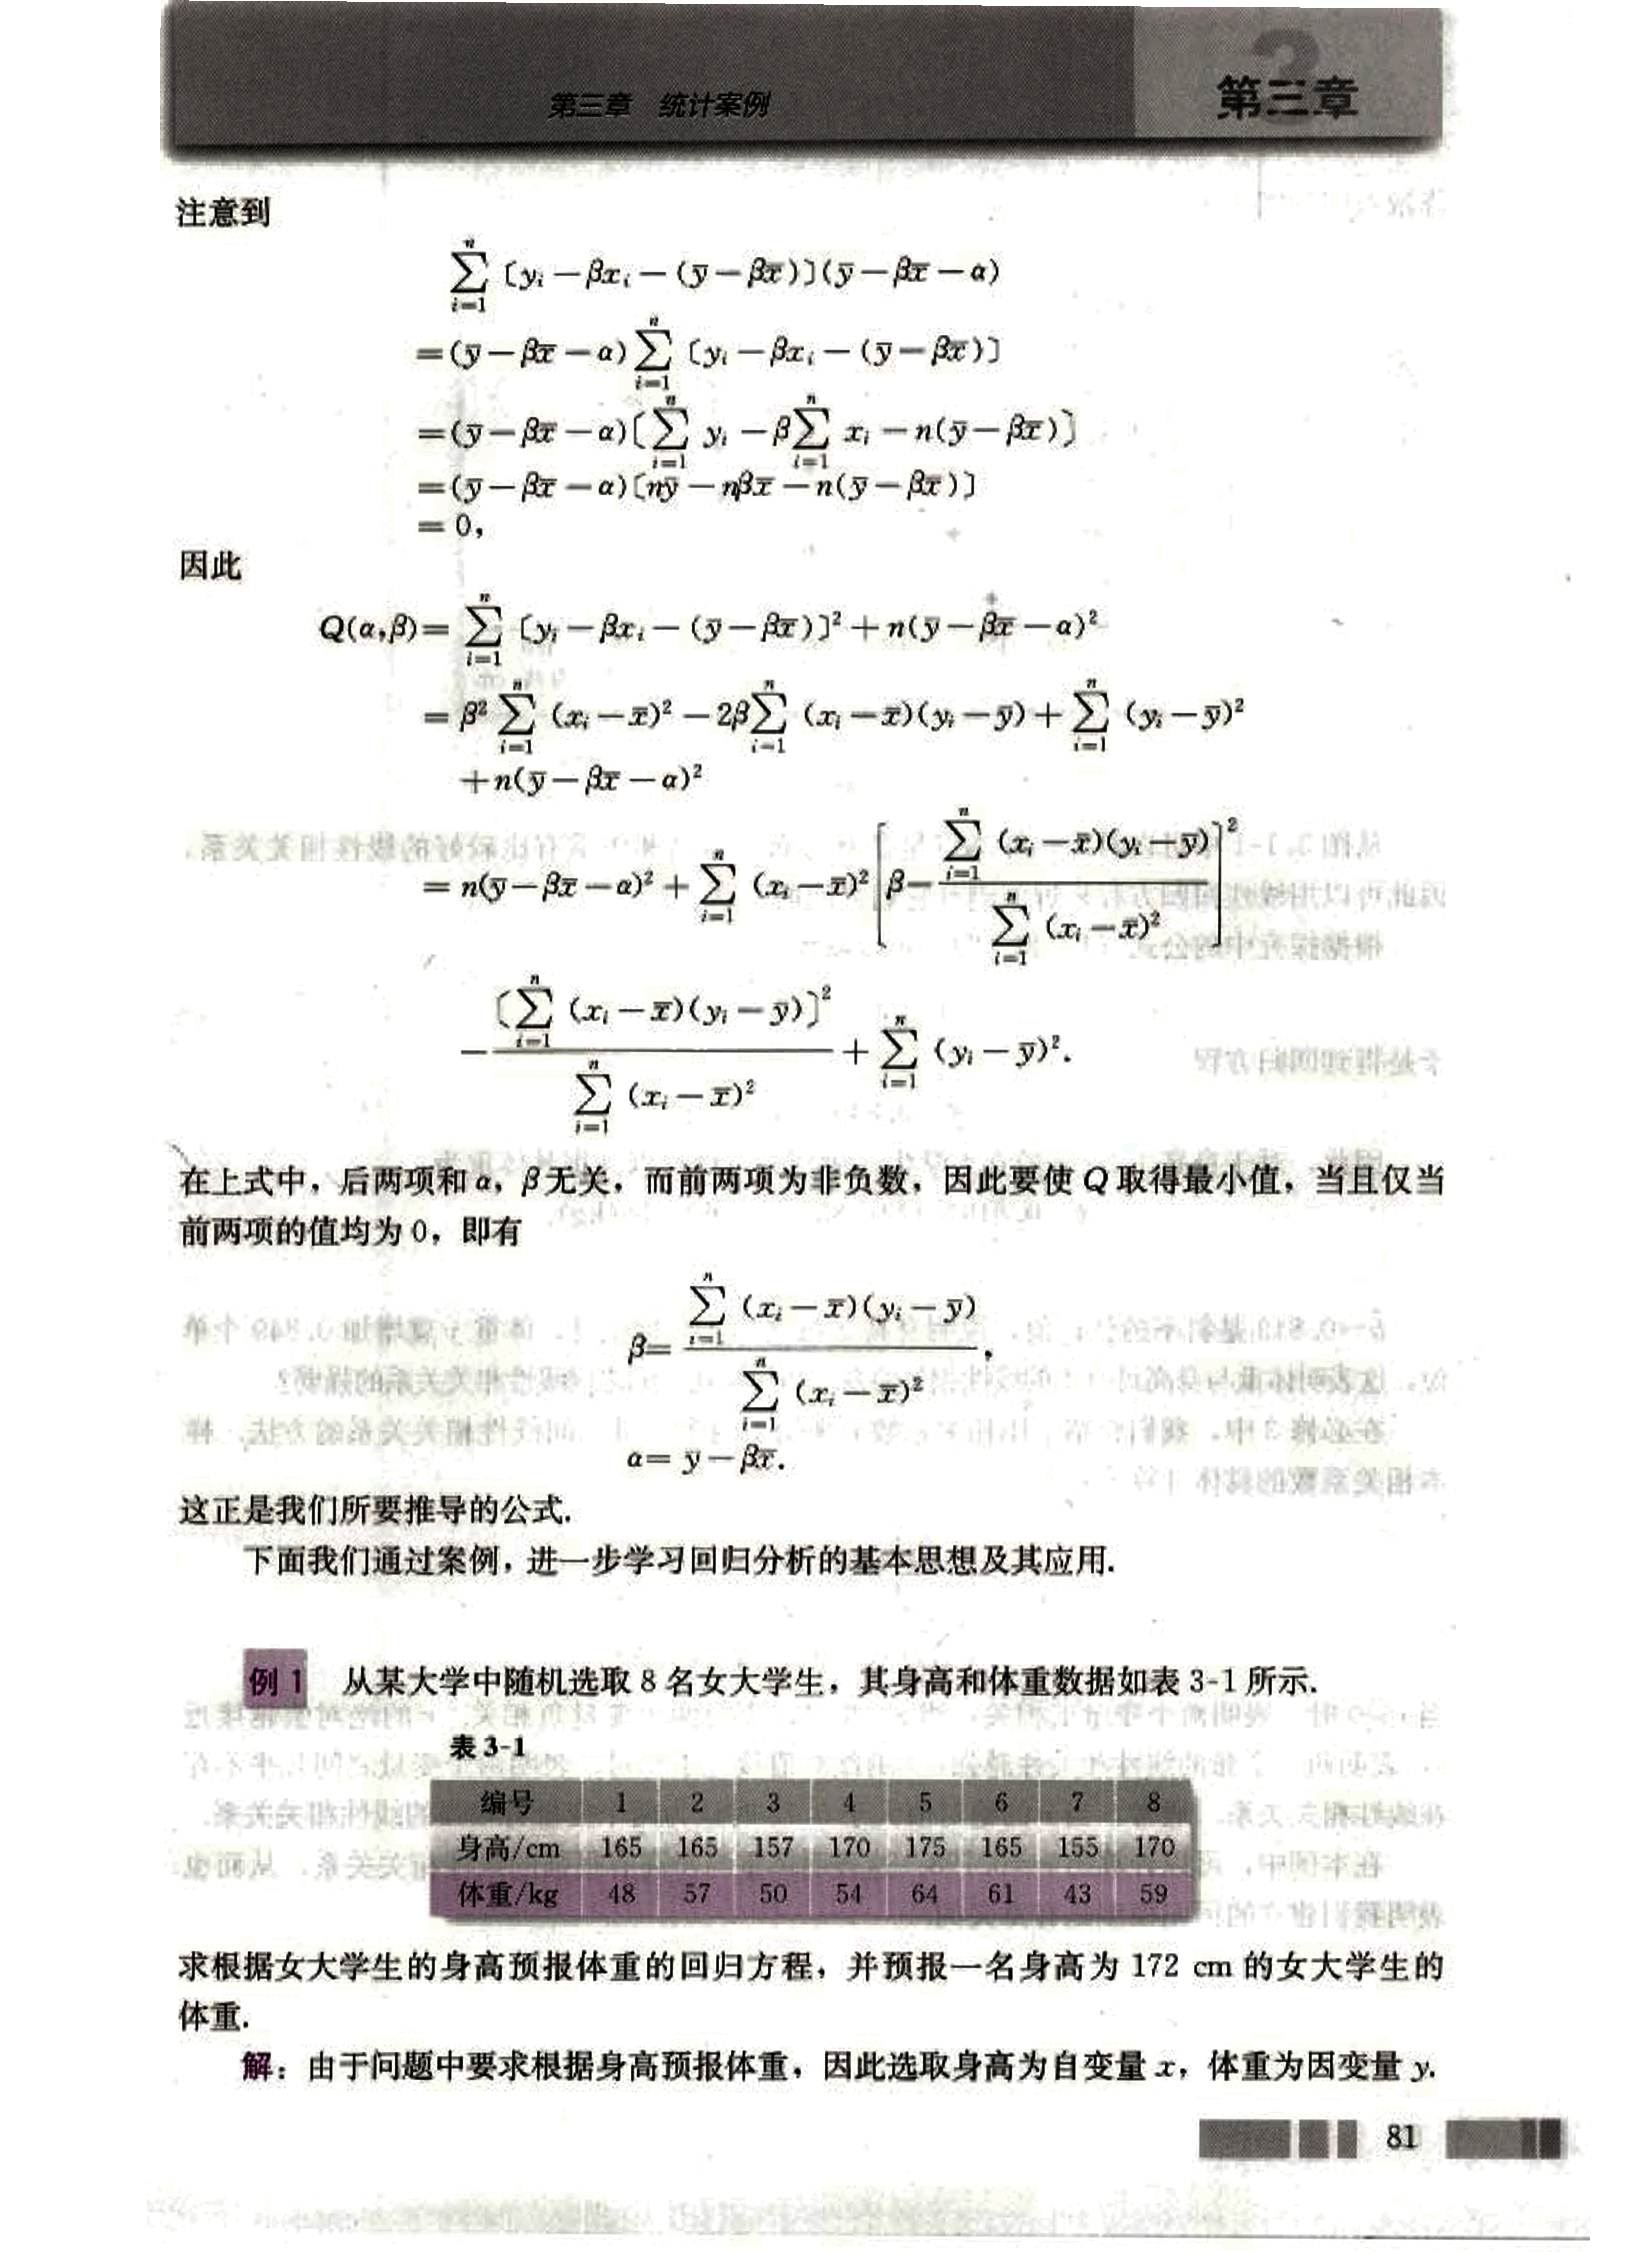 第三章 统计案例
第三章
注意到
$\sum_{i=1}^{n}〔y_i-\beta x_i-(\bar{y}-\beta\bar{x})〕(\bar{y}-\beta\bar{x}-\alpha)$
$=(\bar{y}-\beta\bar{x}-\alpha)\sum_{i=1}^{n}〔y_i-\beta x_i-(\bar{y}-\beta\bar{x})〕$
$=(\bar{y}-\beta\bar{x}-\alpha)〔\sum_{i=1}^{n}y_i-\beta\sum_{i=1}^{n}x_i-n(\bar{y}-\beta\bar{x})〕$
$=(\bar{y}-\beta\bar{x}-\alpha)〔n\bar{y}-n\beta\bar{x}-n(\bar{y}-\beta\bar{x})〕$
$=0,$
因此
$Q(\alpha,\beta)=\sum_{i=1}^{n}〔y_i-\beta x_i-(\bar{y}-\beta\bar{x})〕^2+n(\bar{y}-\beta\bar{x}-\alpha)^2$
$=\beta^2\sum_{i=1}^{n}(x_i-\bar{x})^2-2\beta\sum_{i=1}^{n}(x_i-\bar{x})(y_i-\bar{y})+\sum_{i=1}^{n}(y_i-\bar{y})^2$
$+n(\bar{y}-\beta\bar{x}-\alpha)^2$
$=n(\bar{y}-\beta\bar{x}-\alpha)^2+\sum_{i=1}^{n}(x_i-\bar{x})^2\left[\beta-\frac{\sum_{i=1}^{n}(x_i-\bar{x})(y_i-\bar{y})}{\sum_{i=1}^{n}(x_i-\bar{x})^2}\right]^2$
$-\frac{〔\sum_{i=1}^{n}(x_i-\bar{x})(y_i-\bar{y})〕^2}{\sum_{i=1}^{n}(x_i-\bar{x})^2}+\sum_{i=1}^{n}(y_i-\bar{y})^2.$
在上式中，后两项和 α，β 无关，而前两项为非负数，因此要使 Q 取得最小值，当且仅当
前两项的值均为 0，即有
$\beta=\frac{\sum_{i=1}^{n}(x_i-\bar{x})(y_i-\bar{y})}{\sum_{i=1}^{n}(x_i-\bar{x})^2},$
$\alpha=\bar{y}-\beta\bar{x}.$
这正是我们所要推导的公式.
下面我们通过案例，进一步学习回归分析的基本思想及其应用.
例 1 从某大学中随机选取 8 名女大学生，其身高和体重数据如表 3-1 所示.
表 3-1
编号 1 2 3 4 5 6 7 8
身高/cm 165 165 157 170 175 165 155 170
体重/kg 48 57 50 54 64 61 43 59
求根据女大学生的身高预报体重的回归方程，并预报一名身高为 172 cm 的女大学生的
体重.
解：由于问题中要求根据身高预报体重，因此选取身高为自变量 x，体重为因变量 y.
81